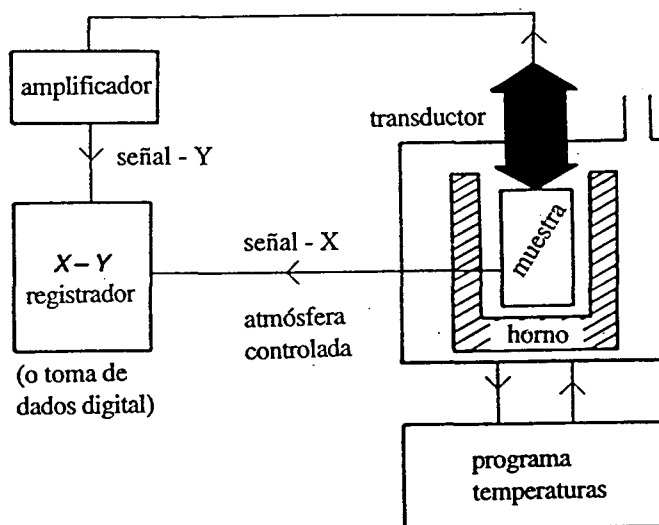 amplificador
transductor
señal - Y
muestra
señal - X
X – Y
registrador
horno
atmósfera
controlada
(o toma de
dados digital)
programa
temperaturas